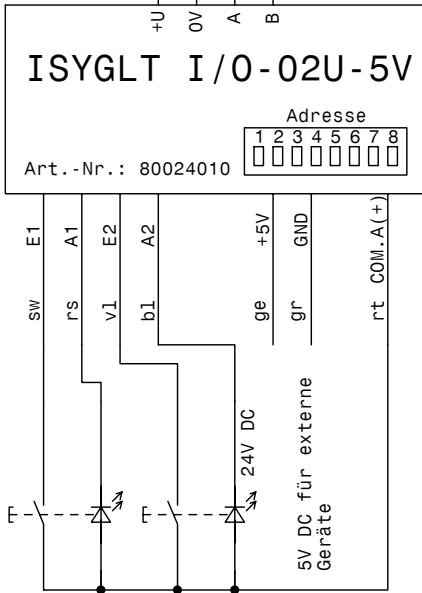 +U
0V
A
B
ISYGLT I/O-02U-5V
Adresse
1 2 3 4 5 6 7 8
Art.-Nr.: 80024010
E1
A1
E2
A2
+5V
GND
COM.A(+)
sw
rs
vl
bl
ge
gr
rt
24V DC
5V DC für externe
Geräte